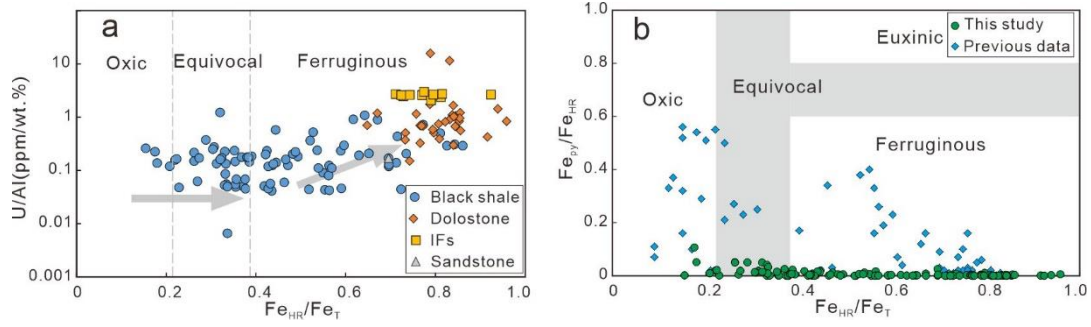 a
Oxic
Equivocal
Ferruginous
U/Al(ppm/wt.%)
10
1
0.1
0.01
0.001
0
0.2
0.4
0.6
0.8
1.0
FeHR/FeT
Black shale
Dolostone
IFs
Sandstone
b
This study
Previous data
Euxinic
Oxic
Equivocal
Ferruginous
Fepy/FeHR
1.0
0.8
0.6
0.4
0.2
0
0
0.2
0.4
0.6
0.8
1.0
FeHR/FeT